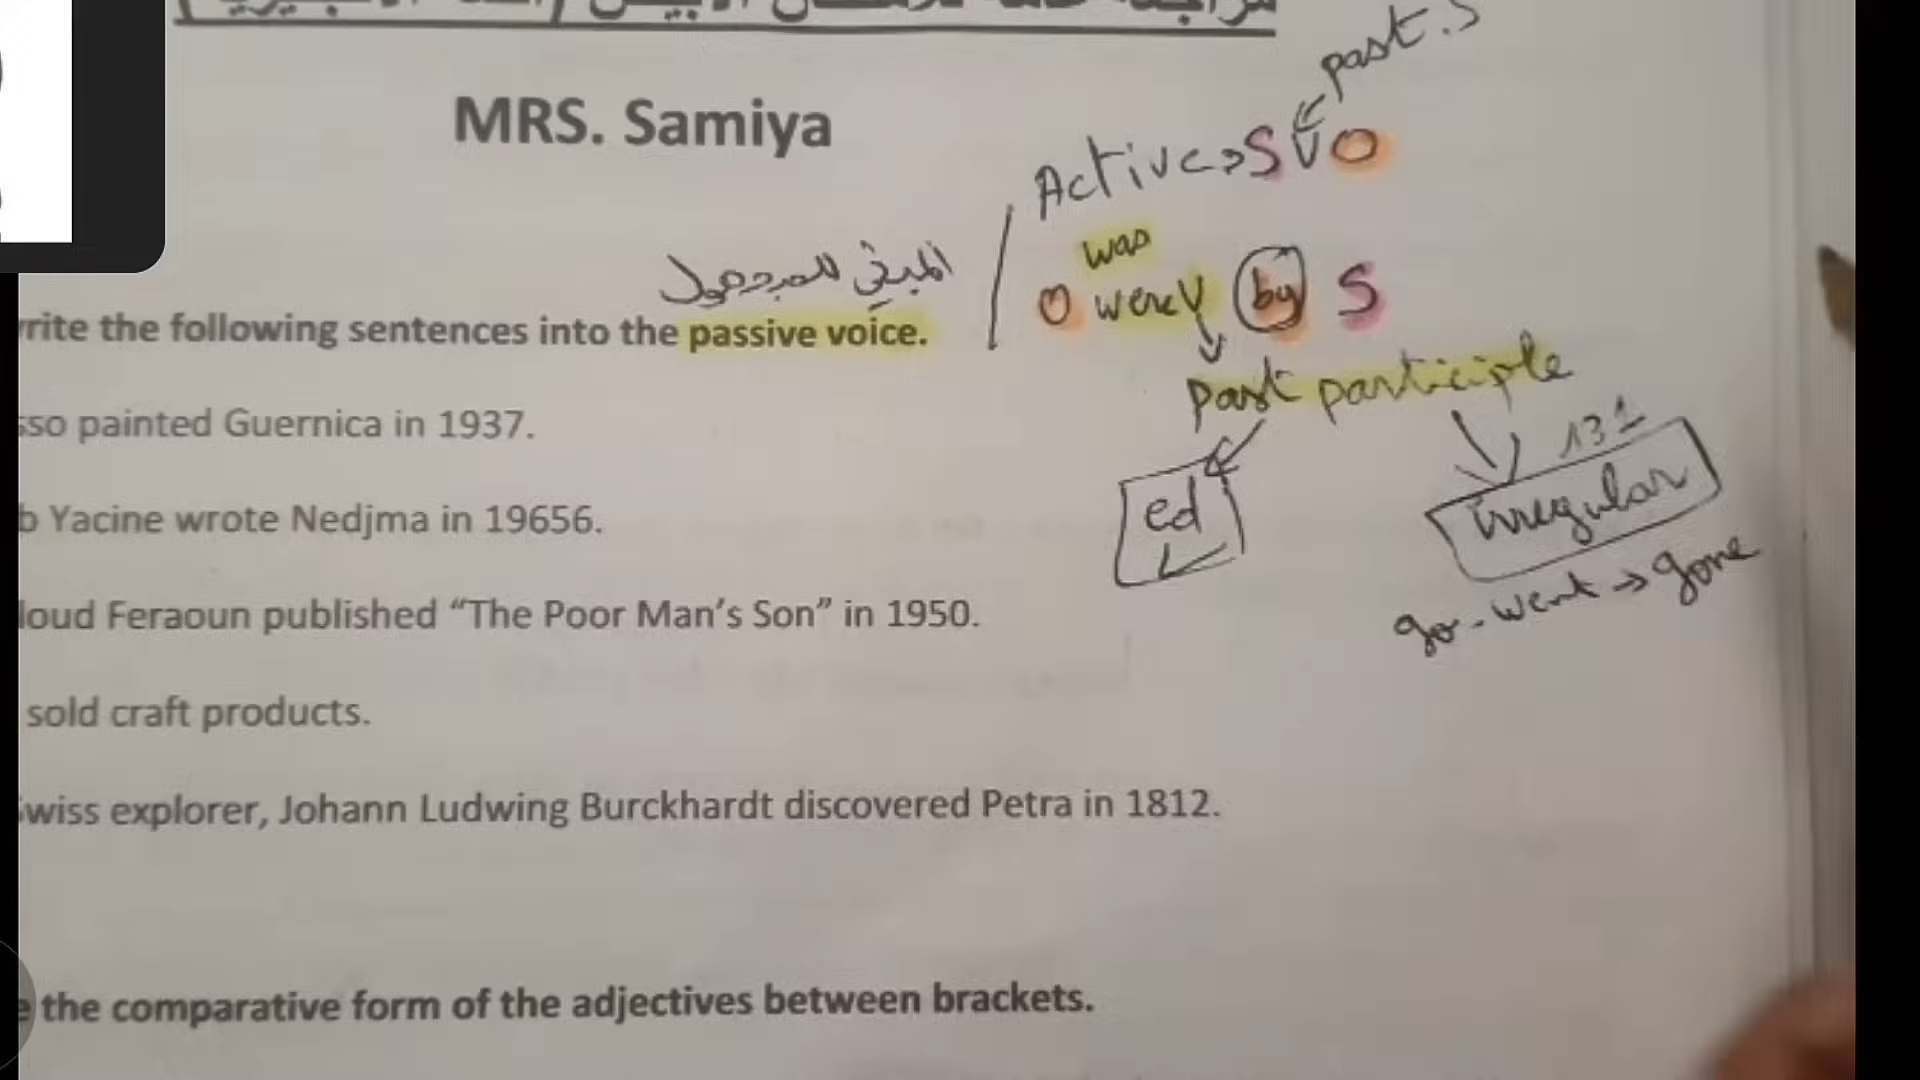 past.s
MRS. Samiya
Active → S V O
المبني للمجهول
was
O were V by S
rite the following sentences into the passive voice.
past participle
sso painted Guernica in 1937.
ed
irregular
b Yacine wrote Nedjma in 19656.
go - went → gone
loud Feraoun published “The Poor Man’s Son” in 1950.
sold craft products.
wiss explorer, Johann Ludwing Burckhardt discovered Petra in 1812.
e the comparative form of the adjectives between brackets.